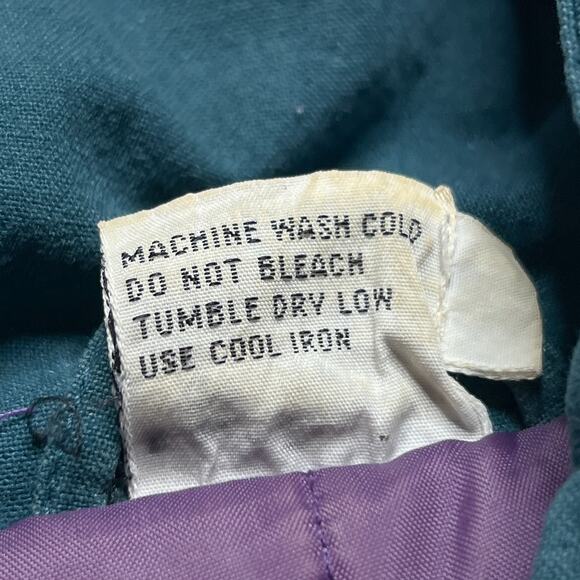 MACHINE WASH COLD
DO NOT BLEACH
TUMBLE DRY LOW
USE COOL IRON